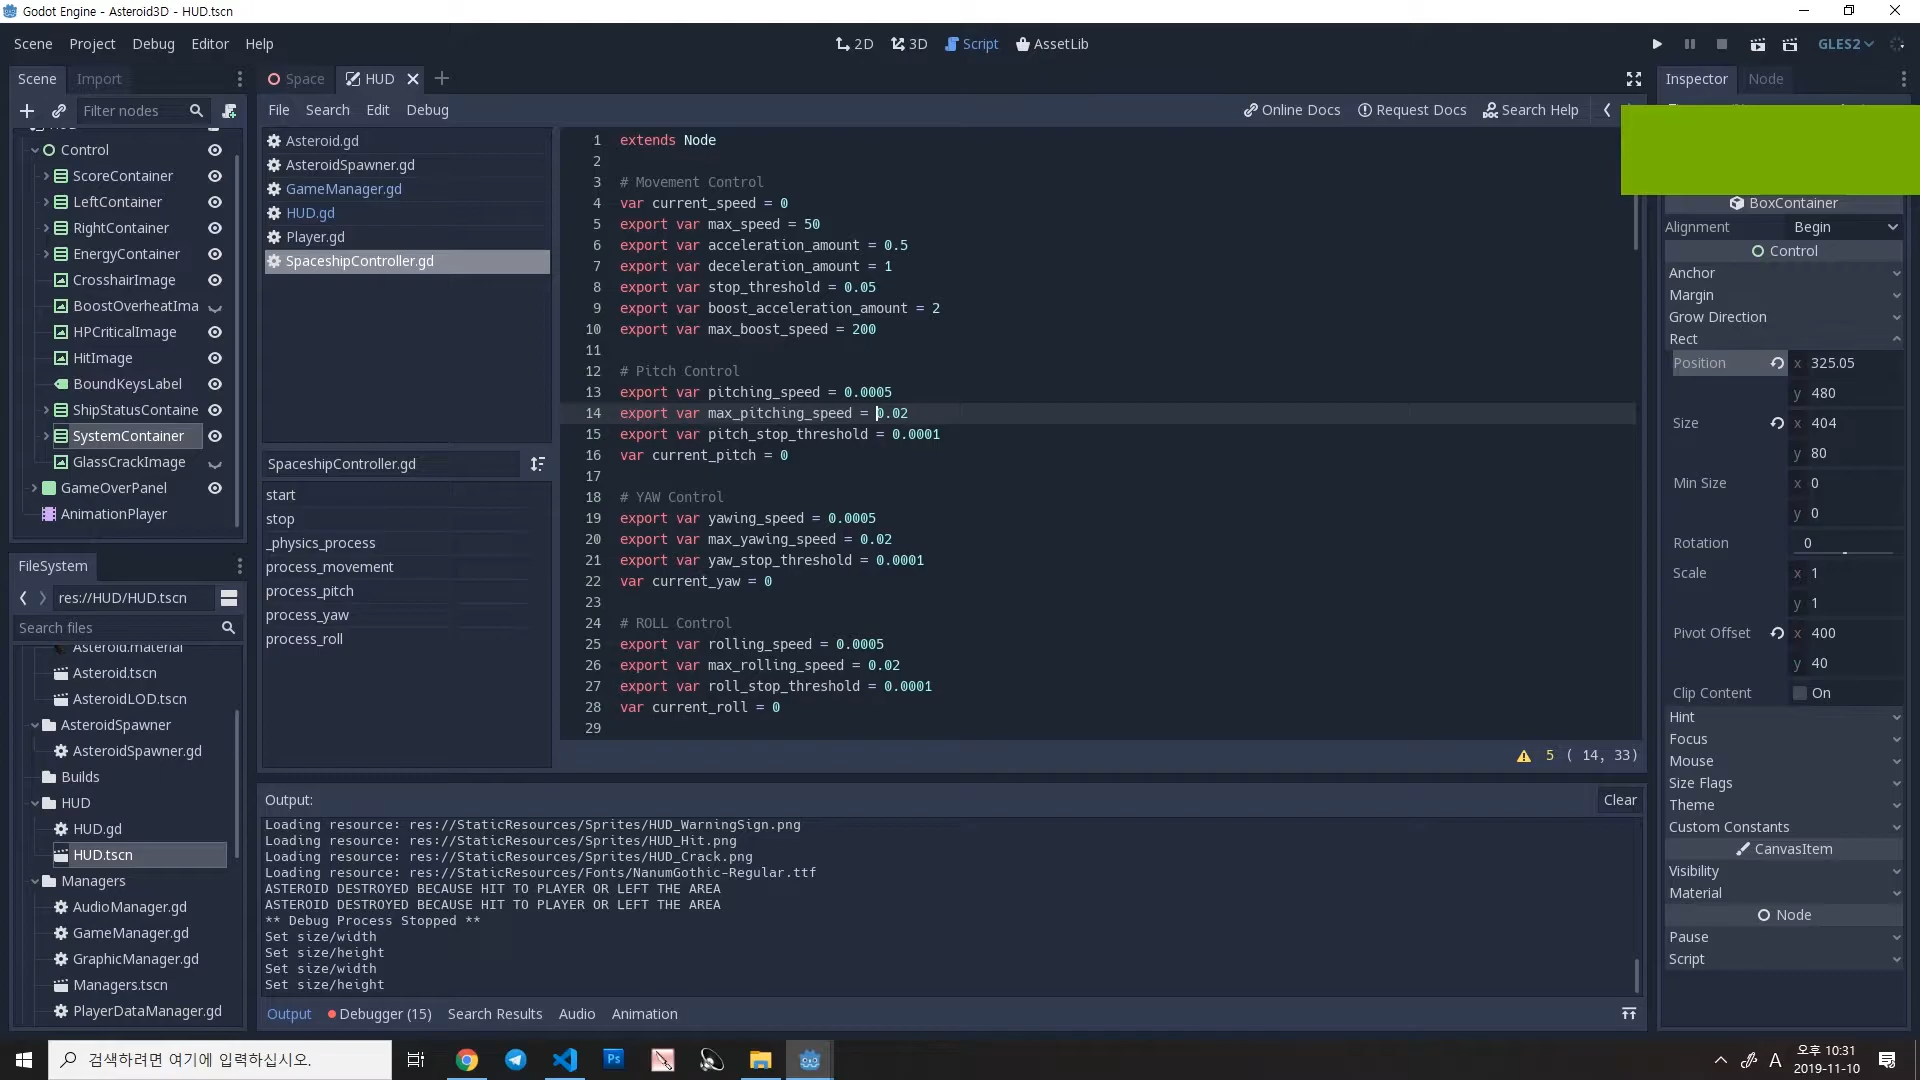 Godot Engine - Asteroid3D - HUD.tscn
Scene Project Debug Editor Help
2D 3D Script AssetLib
GLES2
Scene Import
Space HUD
Inspector Node
Filter nodes
File Search Edit Debug
Online Docs Request Docs Search Help
Control
ScoreContainer
LeftContainer
RightContainer
EnergyContainer
CrosshairImage
BoostOverheatIma
HPCriticalImage
HitImage
BoundKeysLabel
ShipStatusContaine
SystemContainer
GlassCrackImage
GameOverPanel
AnimationPlayer
FileSystem
res://HUD/HUD.tscn
Search files
Asteroid.material
Asteroid.tscn
AsteroidLOD.tscn
AsteroidSpawner
AsteroidSpawner.gd
Builds
HUD
HUD.gd
HUD.tscn
Managers
AudioManager.gd
GameManager.gd
GraphicManager.gd
Managers.tscn
PlayerDataManager.gd
Asteroid.gd
AsteroidSpawner.gd
GameManager.gd
HUD.gd
Player.gd
SpaceshipController.gd
SpaceshipController.gd
start
stop
_physics_process
process_movement
process_pitch
process_yaw
process_roll
1 extends Node
2
3 # Movement Control
4 var current_speed = 0
5 export var max_speed = 50
6 export var acceleration_amount = 0.5
7 export var deceleration_amount = 1
8 export var stop_threshold = 0.05
9 export var boost_acceleration_amount = 2
10 export var max_boost_speed = 200
11
12 # Pitch Control
13 export var pitching_speed = 0.0005
14 export var max_pitching_speed = 0.02
15 export var pitch_stop_threshold = 0.0001
16 var current_pitch = 0
17
18 # YAW Control
19 export var yawing_speed = 0.0005
20 export var max_yawing_speed = 0.02
21 export var yaw_stop_threshold = 0.0001
22 var current_yaw = 0
23
24 # ROLL Control
25 export var rolling_speed = 0.0005
26 export var max_rolling_speed = 0.02
27 export var roll_stop_threshold = 0.0001
28 var current_roll = 0
29
5 ( 14, 33)
Output:
Clear
Loading resource: res://StaticResources/Sprites/HUD_WarningSign.png
Loading resource: res://StaticResources/Sprites/HUD_Hit.png
Loading resource: res://StaticResources/Sprites/HUD_Crack.png
Loading resource: res://StaticResources/Fonts/NanumGothic-Regular.ttf
ASTEROID DESTROYED BECAUSE HIT TO PLAYER OR LEFT THE AREA
ASTEROID DESTROYED BECAUSE HIT TO PLAYER OR LEFT THE AREA
** Debug Process Stopped **
Set size/width
Set size/height
Set size/width
Set size/height
Output Debugger (15) Search Results Audio Animation
BoxContainer
Alignment Begin
Control
Anchor
Margin
Grow Direction
Rect
Position x 325.05
y 480
Size x 404
y 80
Min Size x 0
y 0
Rotation 0
Scale x 1
y 1
Pivot Offset x 400
y 40
Clip Content On
Hint
Focus
Mouse
Size Flags
Theme
Custom Constants
CanvasItem
Visibility
Material
Node
Pause
Script
검색하려면 여기에 입력하십시오.
Ps
A
오후 10:31
2019-11-10